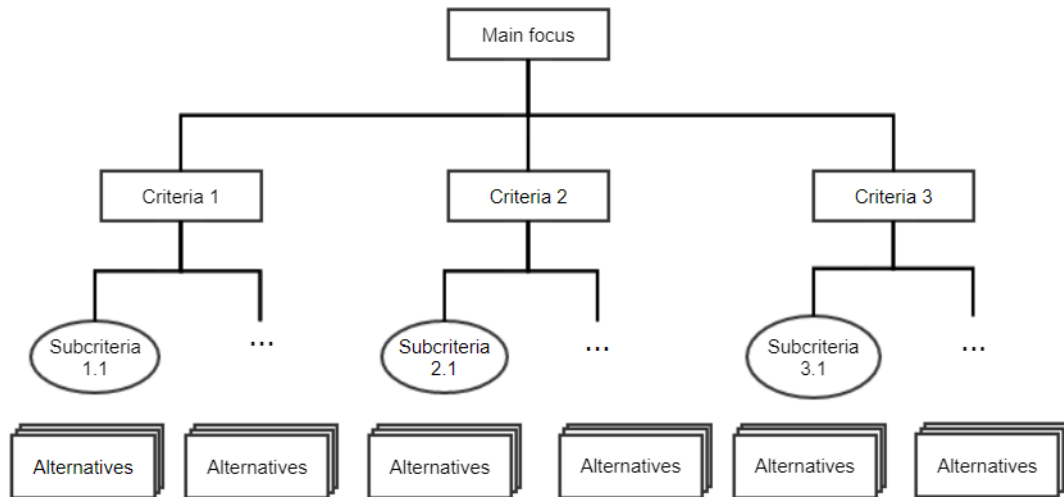 Main focus
Criteria 1
Criteria 2
Criteria 3
Subcriteria
1.1
...
Subcriteria
2.1
...
Subcriteria
3.1
...
Alternatives
Alternatives
Alternatives
Alternatives
Alternatives
Alternatives